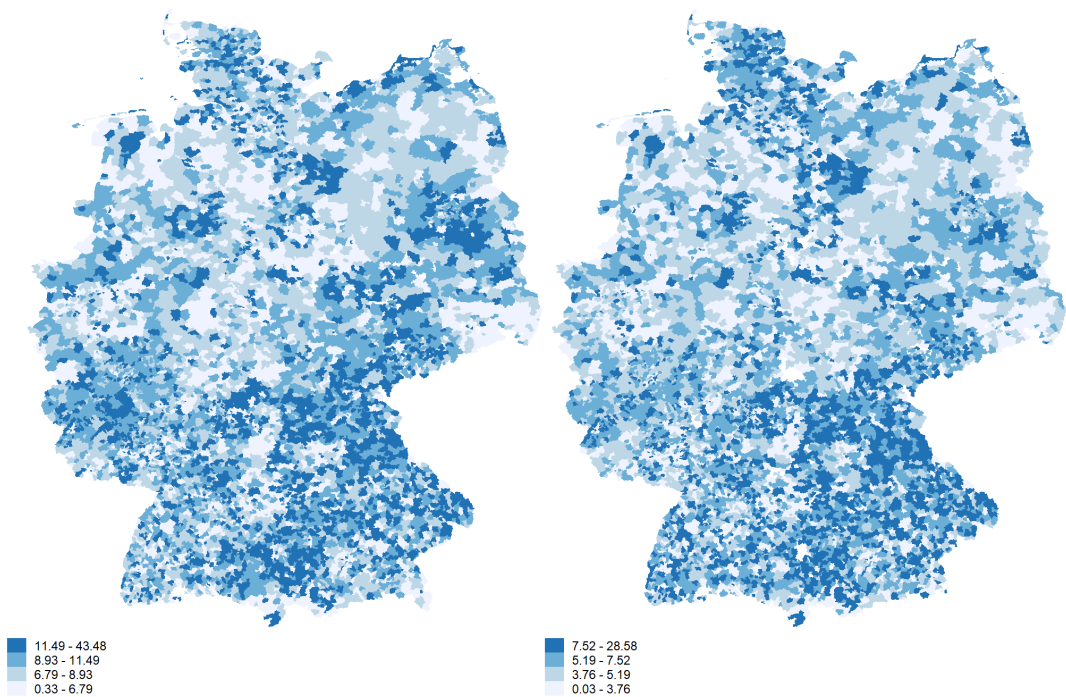 11.49 - 43.48
8.93 - 11.49
6.79 - 8.93
0.33 - 6.79
7.52 - 28.58
5.19 - 7.52
3.76 - 5.19
0.03 - 3.76